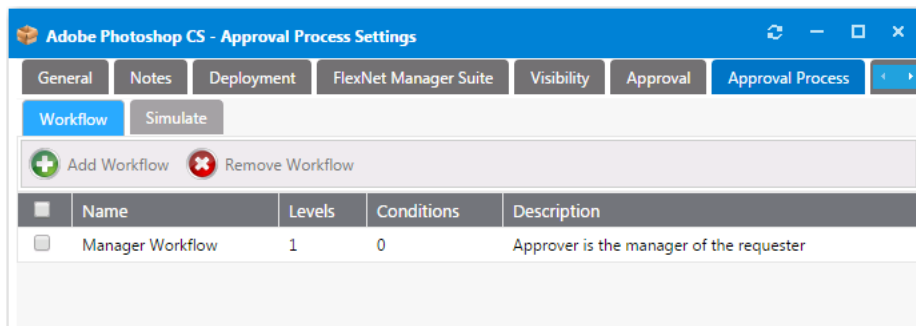 Adobe Photoshop CS - Approval Process Settings
General Notes Deployment FlexNet Manager Suite Visibility Approval Approval Process
Workflow Simulate
Add Workflow Remove Workflow
Name Levels Conditions Description
Manager Workflow 1 0 Approver is the manager of the requester